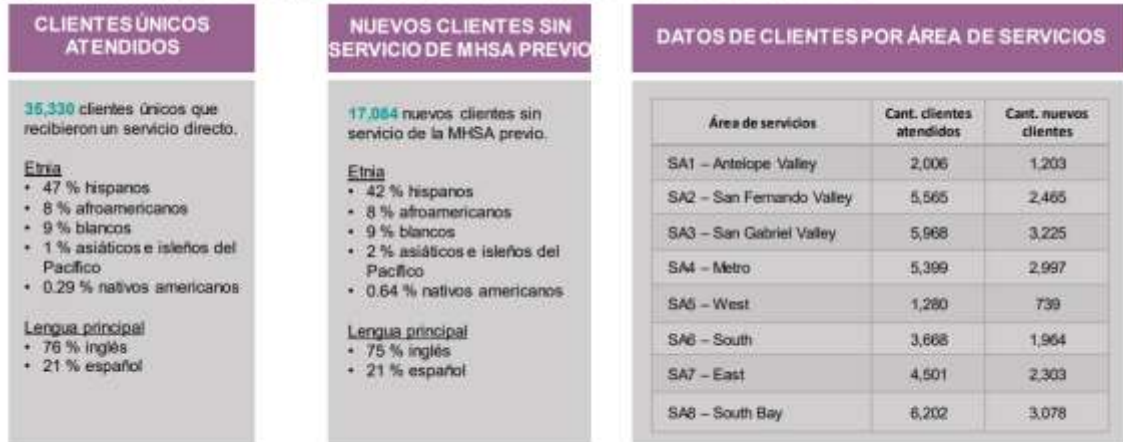 CLIENTES ÚNICOS
ATENDIDOS
35,330 clientes únicos que
recibieron un servicio directo.
Etnia
• 47 % hispanos
• 8 % afroamericanos
• 9 % blancos
• 1 % asiáticos e isleños del
Pacífico
• 0.29 % nativos americanos
Lengua principal
• 76 % inglés
• 21 % español
NUEVOS CLIENTES SIN
SERVICIO DE MHSA PREVIO
17,084 nuevos clientes sin
servicio de la MHSA previo.
Etnia
• 42 % hispanos
• 8 % afroamericanos
• 9 % blancos
• 2 % asiáticos e isleños del
Pacífico
• 0.64 % nativos americanos
Lengua principal
• 75 % inglés
• 21 % español
DATOS DE CLIENTES POR ÁREA DE SERVICIOS
Área de servicios Cant. clientes atendidos Cant. nuevos clientes
SA1 – Antelope Valley 2,006 1,203
SA2 – San Fernando Valley 5,565 2,465
SA3 – San Gabriel Valley 5,968 3,225
SA4 – Metro 5,399 2,997
SA5 – West 1,280 739
SA6 – South 3,668 1,964
SA7 – East 4,501 2,303
SA8 – South Bay 6,202 3,078